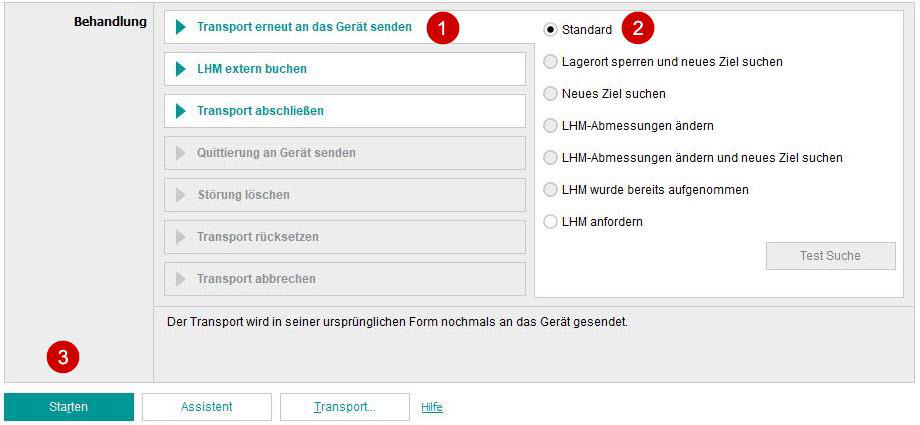 Behandlung
Transport erneut an das Gerät senden
1
LHM extern buchen
Transport abschließen
Quittierung an Gerät senden
Störung löschen
Transport rücksetzen
Transport abbrechen
Standard
2
Lagerort sperren und neues Ziel suchen
Neues Ziel suchen
LHM-Abmessungen ändern
LHM-Abmessungen ändern und neues Ziel suchen
LHM wurde bereits aufgenommen
LHM anfordern
Test Suche
Der Transport wird in seiner ursprünglichen Form nochmals an das Gerät gesendet.
3
Starten
Assistent
Transport...
Hilfe